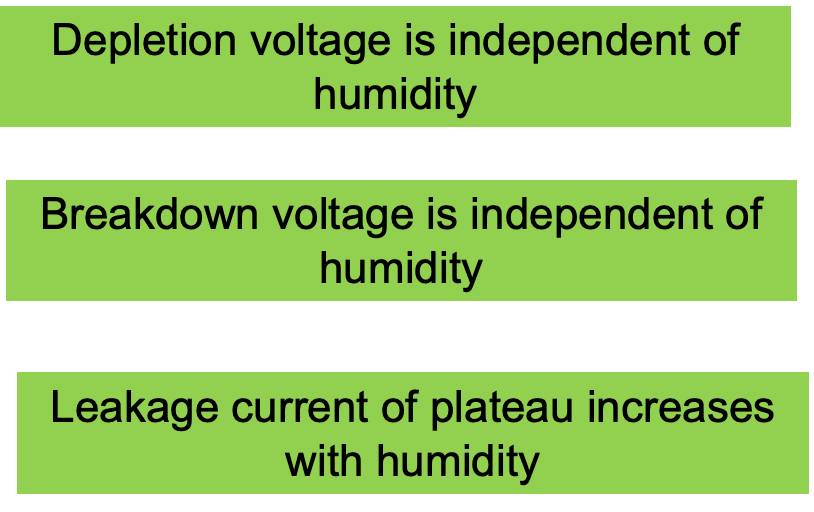 Depletion voltage is independent of
humidity
Breakdown voltage is independent of
humidity
Leakage current of plateau increases
with humidity